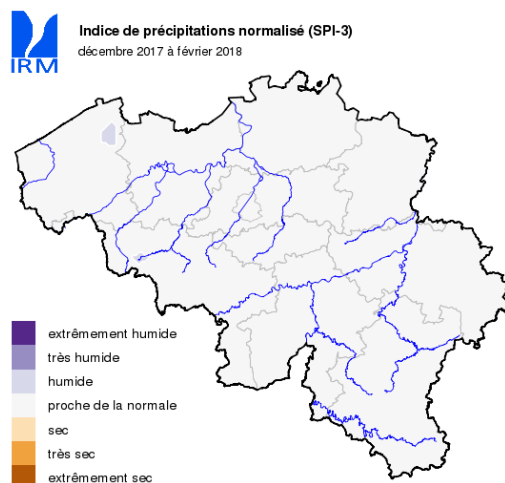 Indice de précipitations normalisé (SPI-3)
décembre 2017 à février 2018
IRM
extrêmement humide
très humide
humide
proche de la normale
sec
très sec
extrêmement sec